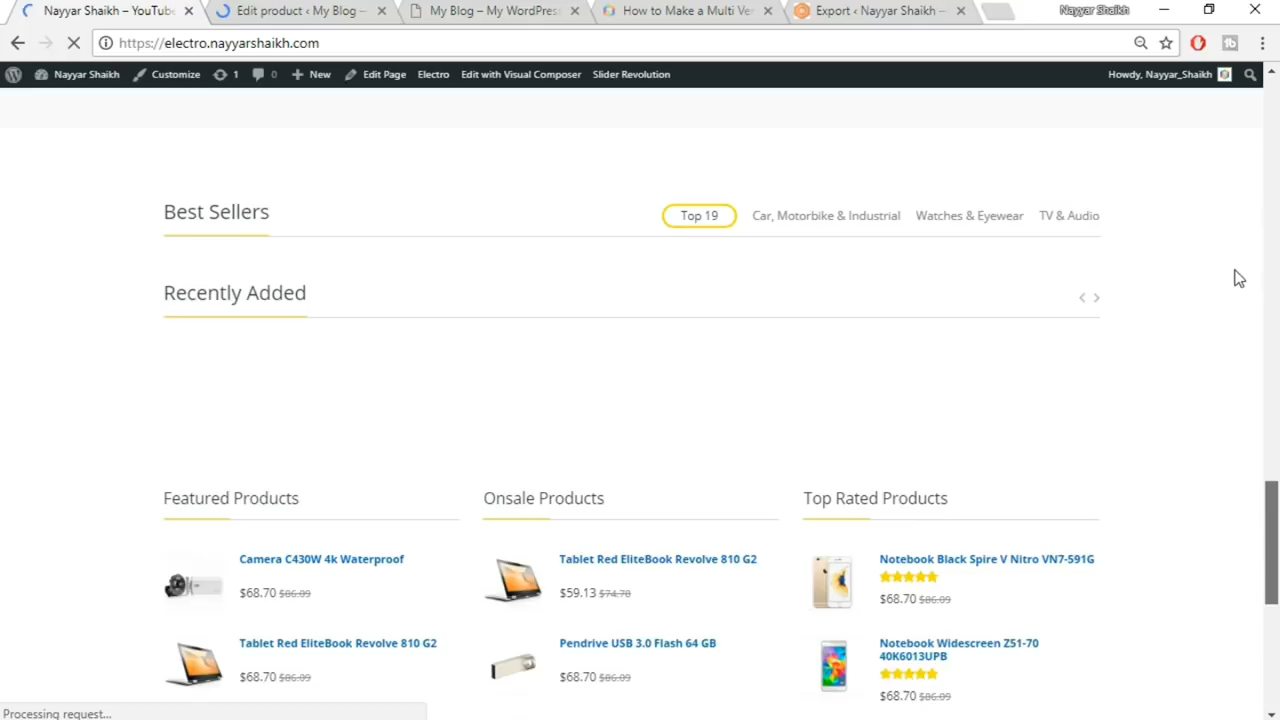 Nayyar Shaikh – YouTube
Edit product ‹ My Blog –
My Blog – My WordPress
How to Make a Multi Ver
Export ‹ Nayyar Shaikh –
Nayyar Shaikh
https://electro.nayyarshaikh.com
Nayyar Shaikh
Customize
1
0
New
Edit Page
Electro
Edit with Visual Composer
Slider Revolution
Howdy, Nayyar_Shaikh
Best Sellers
Top 19
Car, Motorbike & Industrial
Watches & Eyewear
TV & Audio
Recently Added
Featured Products
Onsale Products
Top Rated Products
Camera C430W 4k Waterproof
$68.70 $86.09
Tablet Red EliteBook Revolve 810 G2
$59.13 $74.78
Notebook Black Spire V Nitro VN7-591G
$68.70 $86.09
Tablet Red EliteBook Revolve 810 G2
$68.70 $86.09
Pendrive USB 3.0 Flash 64 GB
$68.70 $86.09
Notebook Widescreen Z51-70
40K6013UPB
$68.70 $86.09
Processing request...